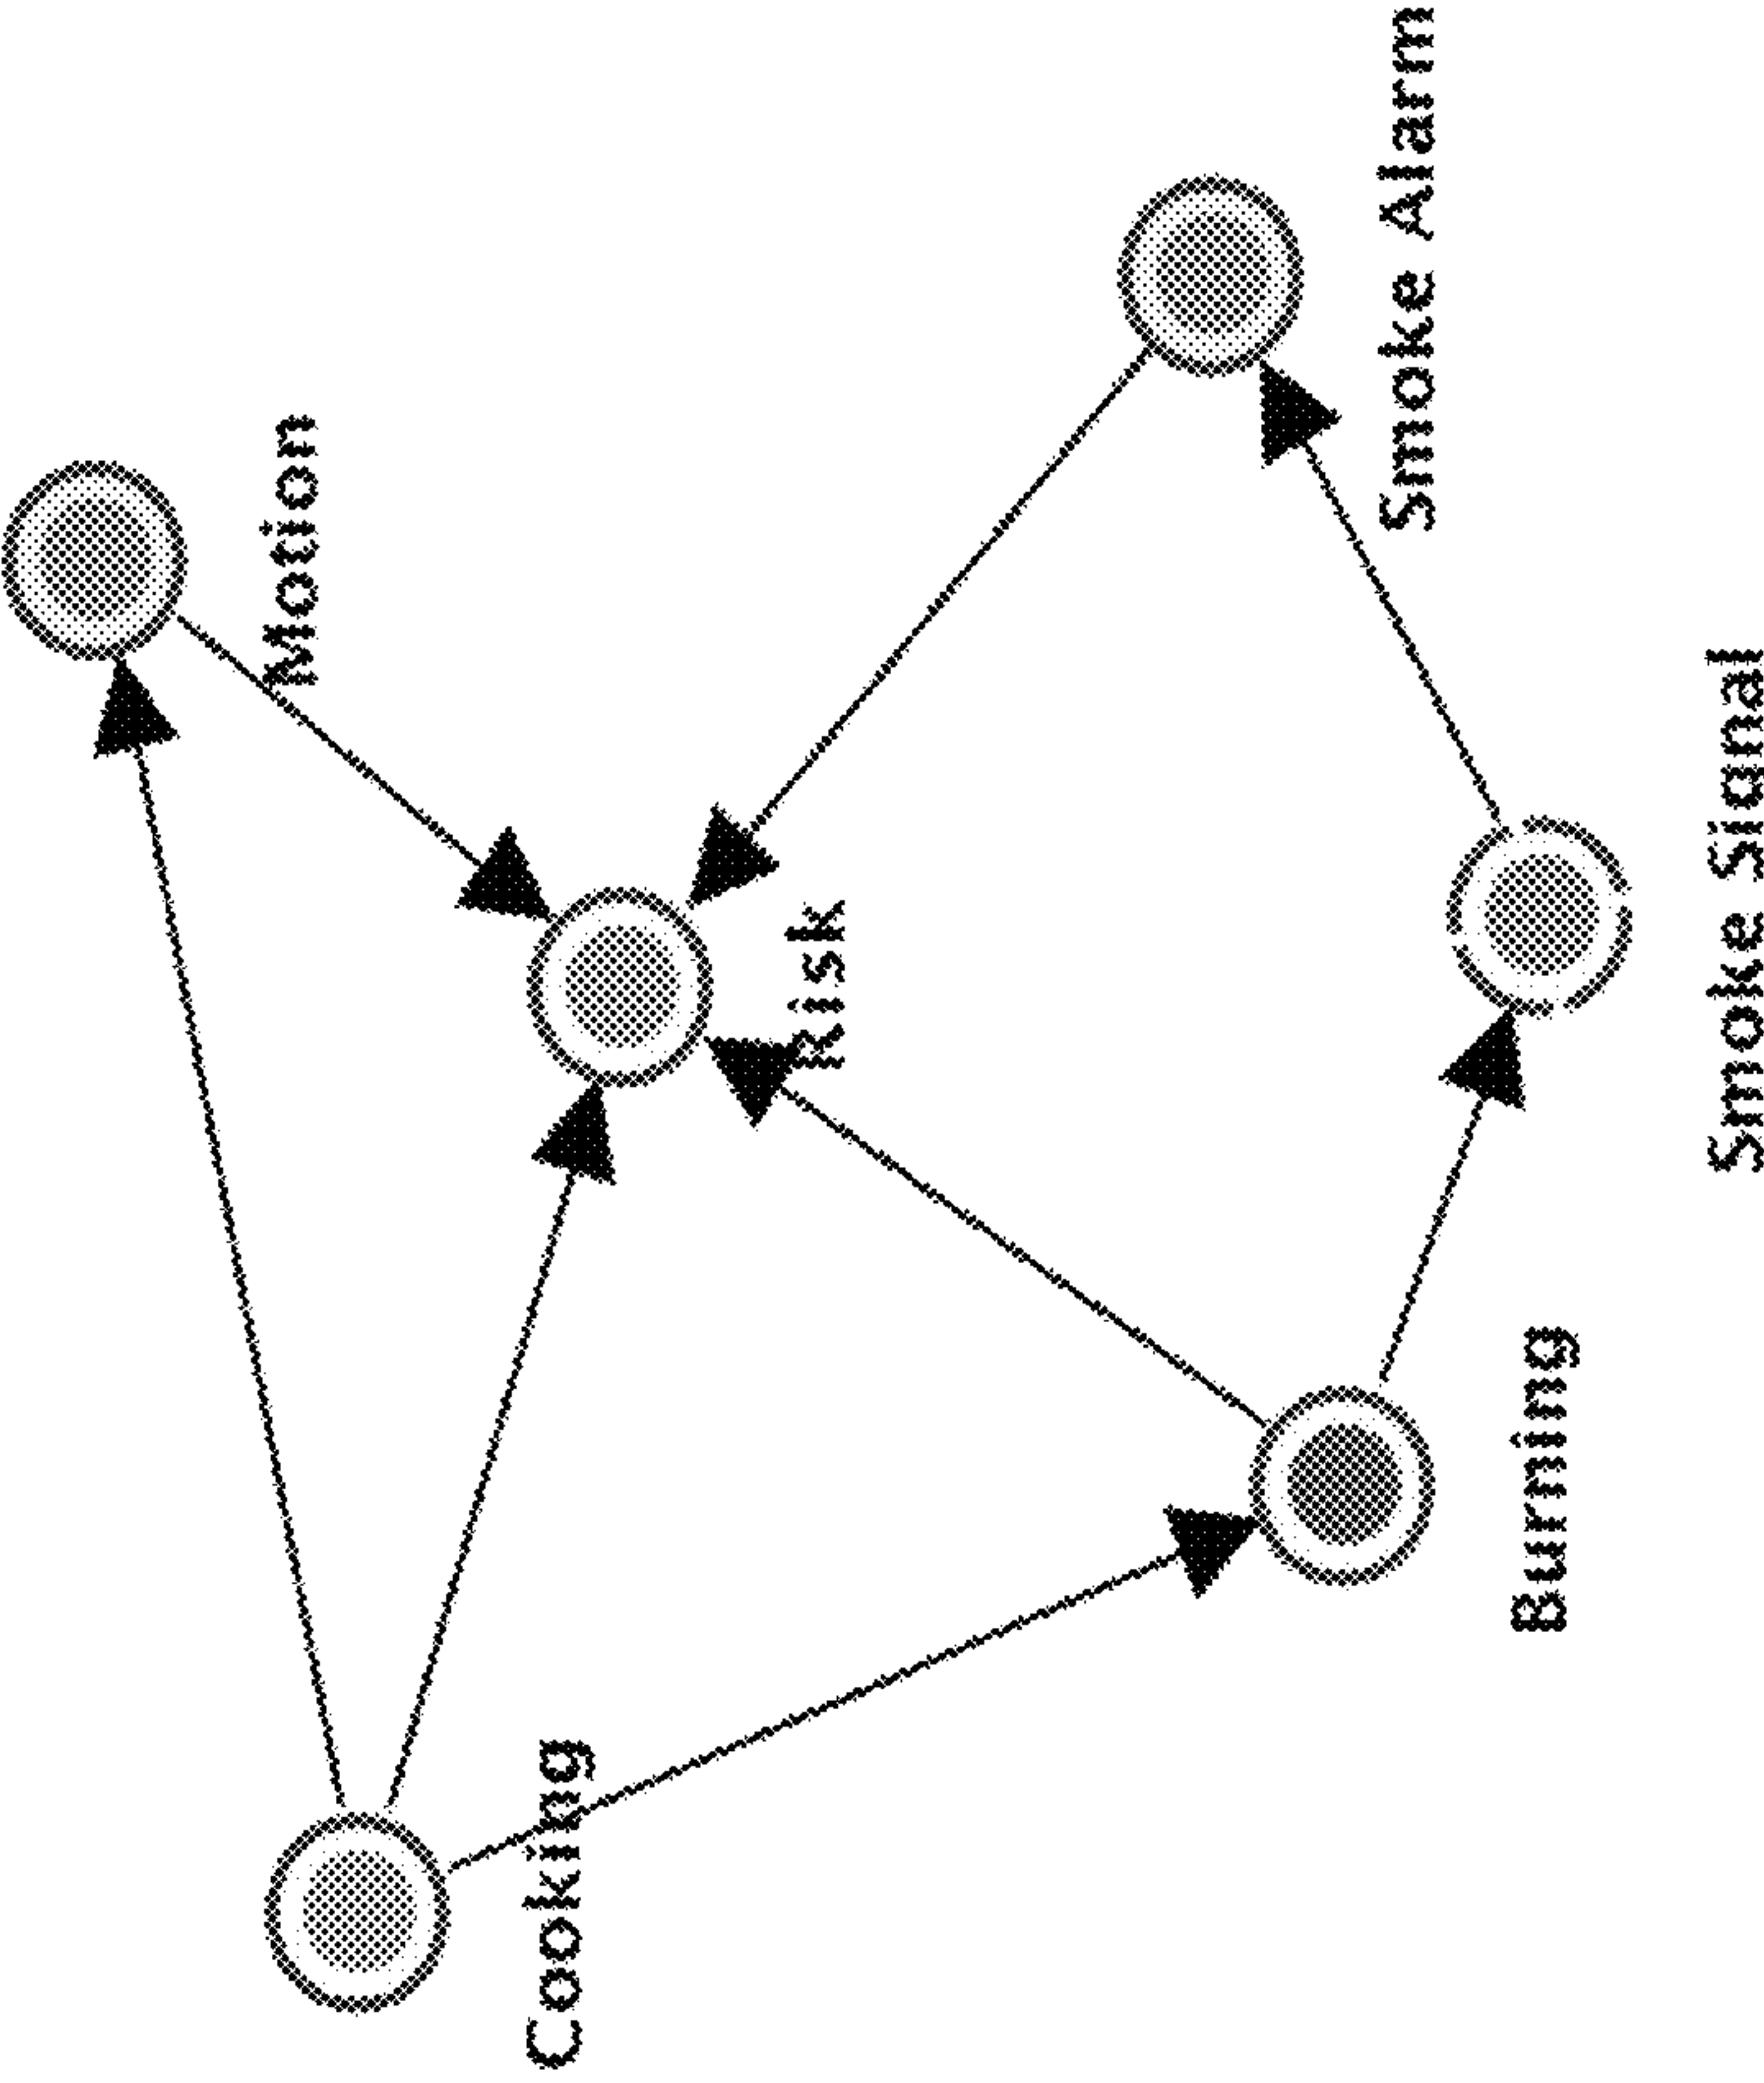 Motion
Smoke Alarm
Risk
Smoke Signal
Burning
Cooking